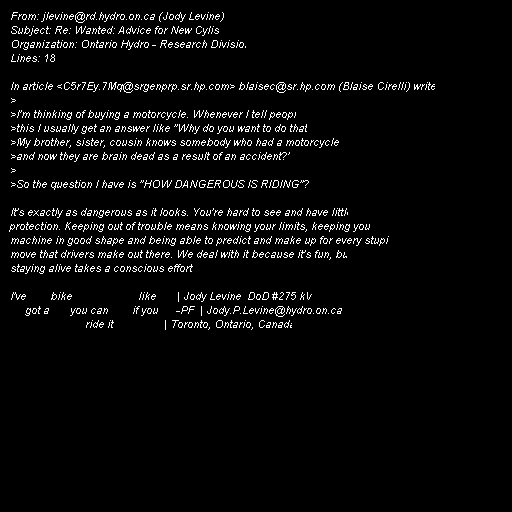 From: jlevine@rd.hydro.on.ca (Jody Levine)
Subject: Re: Wanted: Advice for New Cylis
Organization: Ontario Hydro - Research Divisio
Lines: 18

In article <C5r7Ey.7Mq@srgenprp.sr.hp.com> blaisec@sr.hp.com (Blaise Cirelli) write
>
>I'm thinking of buying a motorcycle. Whenever I tell peopl
>this I usually get an answer like "Why do you want to do that
>My brother, sister, cousin knows somebody who had a motorcycle
>and now they are brain dead as a result of an accident?'
>
>So the question I have is "HOW DANGEROUS IS RIDING"?

It's exactly as dangerous as it looks. You're hard to see and have littl
protection. Keeping out of trouble means knowing your limits, keeping you
machine in good shape and being able to predict and make up for every stupi
move that drivers make out there. We deal with it because it's fun, bu
staying alive takes a conscious effort

I've bike like | Jody Levine DoD #275 kV
got a you can if you -PF | Jody.P.Levine@hydro.on.ca
ride it | Toronto, Ontario, Canada